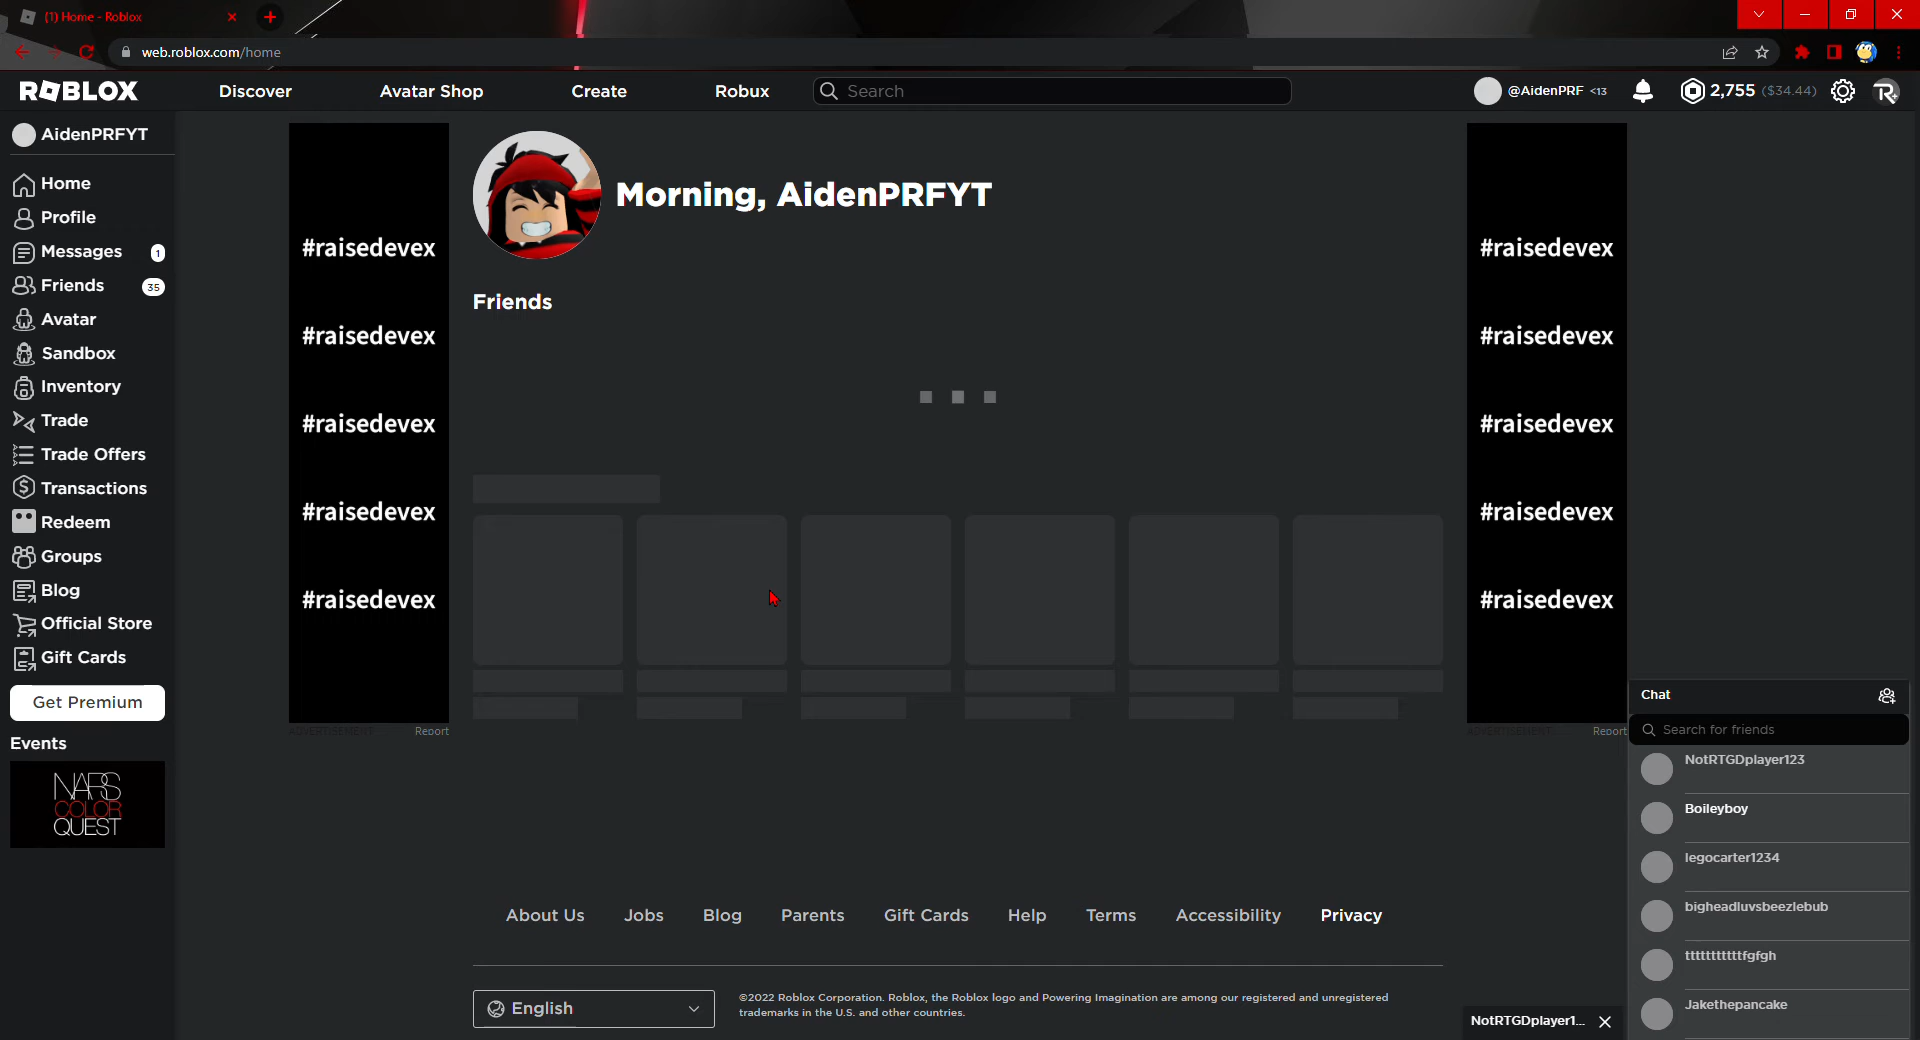 (1) Home - Roblox
web.roblox.com/home
ROBLOX
Discover
Avatar Shop
Create
Robux
Search
@AidenPRF <13
2,755 ($34.44)
AidenPRFYT
Home
Profile
Messages 1
Friends 35
Avatar
Sandbox
Inventory
Trade
Trade Offers
Transactions
Redeem
Groups
Blog
Official Store
Gift Cards
Get Premium
Events
NARS
COLOR
QUEST
#raisedevex
#raisedevex
#raisedevex
#raisedevex
#raisedevex
ADVERTISEMENT
Report
Morning, AidenPRFYT
Friends
#raisedevex
#raisedevex
#raisedevex
#raisedevex
#raisedevex
ADVERTISEMENT
Report
About Us
Jobs
Blog
Parents
Gift Cards
Help
Terms
Accessibility
Privacy
English
©2022 Roblox Corporation. Roblox, the Roblox logo and Powering Imagination are among our registered and unregistered
trademarks in the U.S. and other countries.
Chat
Search for friends
NotRTGDplayer123
Boileyboy
legocarter1234
bigheadluvsbeezlebub
tttttttttttfgfgh
Jakethepancake
NotRTGDplayer1...